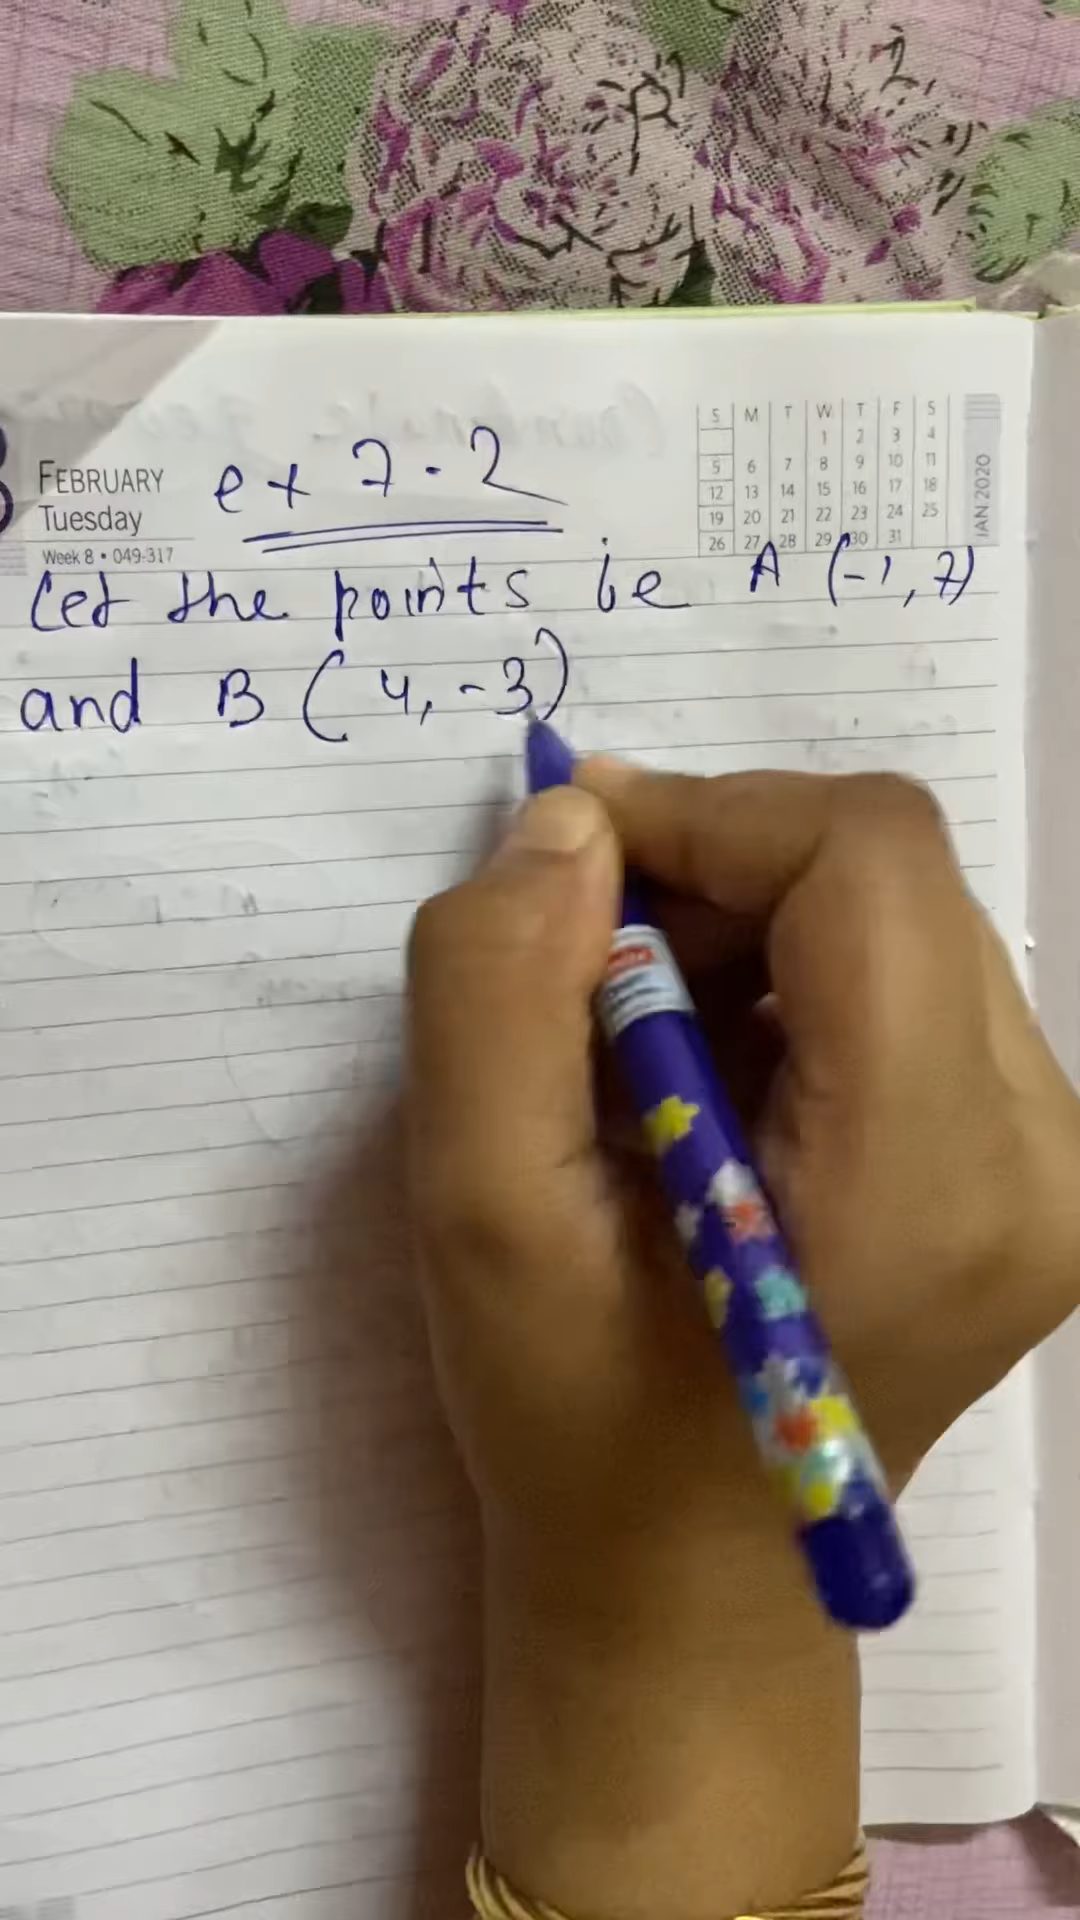 ex 7.2
FEBRUARY
Tuesday
Week 8 • 049-317
S M T W T F S
1 2 3 4
5 6 7 8 9 10 11
12 13 14 15 16 17 18
19 20 21 22 23 24 25
26 27 28 29 30 31
JAN 2020
Let the points be A (-1, 7)
and B (4, -3)